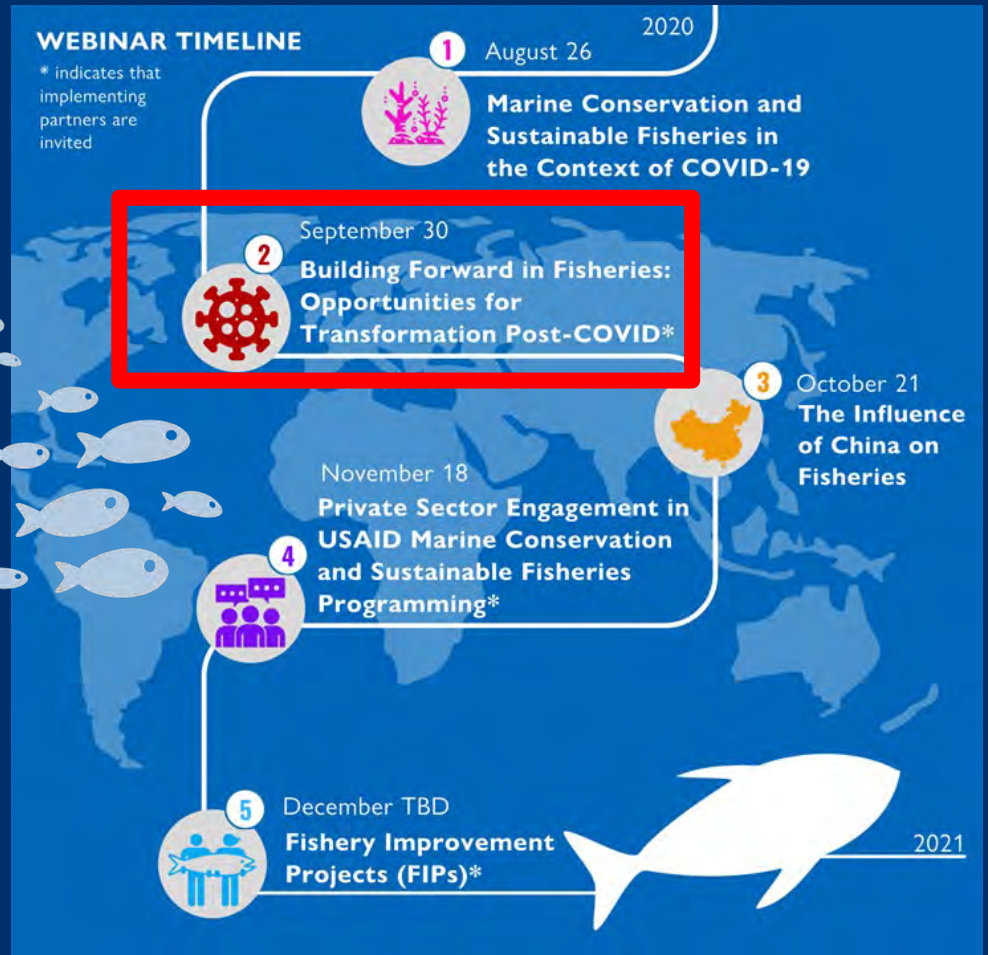 WEBINAR TIMELINE
* indicates that
implementing
partners are
invited
2020
1
August 26
Marine Conservation and
Sustainable Fisheries in
the Context of COVID-19
2
September 30
Building Forward in Fisheries:
Opportunities for
Transformation Post-COVID*
3
October 21
The Influence
of China on
Fisheries
4
November 18
Private Sector Engagement in
USAID Marine Conservation
and Sustainable Fisheries
Programming*
5
December TBD
Fishery Improvement
Projects (FIPs)*
2021